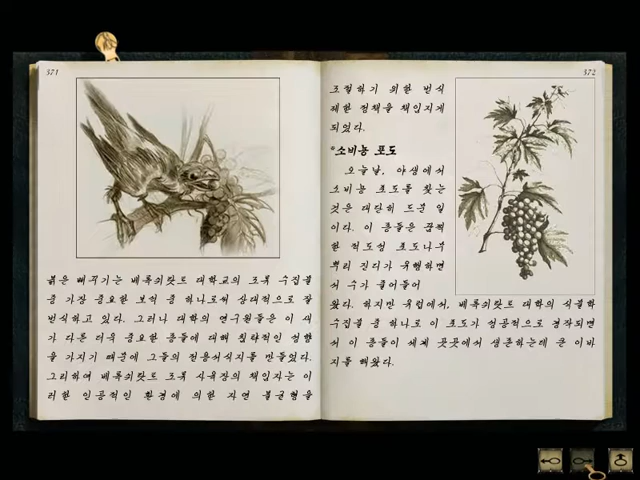 371
붉은 뻐꾸기는 베록쉬랏트 대학교의 조류 수집물
중 가장 중요한 보적 중 하나로써 상대적으로 잘
번식하고 있다. 그러나 대학의 연구원들은 이 새
가 다른 더욱 중요한 종들에 대해 침략적인 성향
을 가지기 때문에 그들의 전용서식지를 만들었다.
그리하여 베록쉬랏트 조류 사육장의 책임자는 이
러한 인공적인 환경에 의한 자연 불균형을
372
조절하기 위한 번식
제한 정책을 책임지게
되었다.
*소비뇽 포도
오늘날, 야생에서
소비뇽 포도를 찾는
것은 대단히 드문 일
이다. 이 종들은 끔찍
한 적도정 포도나무
뿌리 진디가 유행하면
서 수가 줄어들어
왔다. 하지만 유럽에서, 베록쉬랏트 대학의 식물학
수집물 중 하나로 이 포도가 성공적으로 경작되면
서 이 종들이 세계 곳곳에서 생존하는데 큰 이바
지를 해왔다.